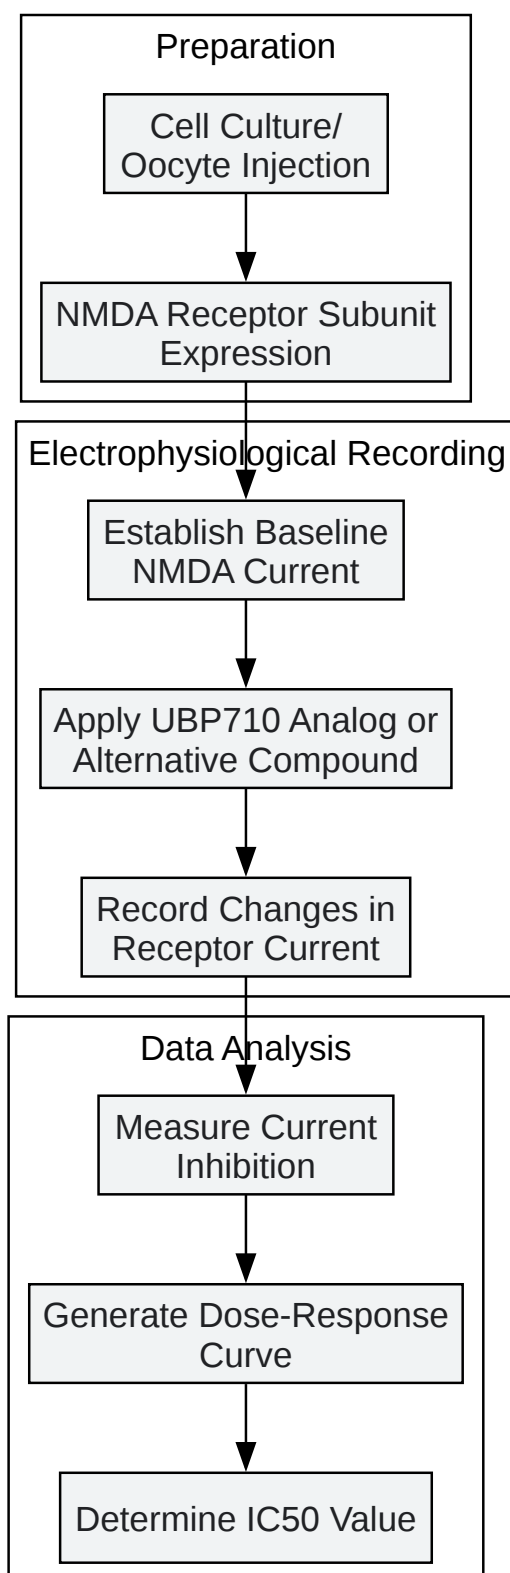 Preparation
Cell Culture/
Oocyte Injection
NMDA Receptor Subunit
Expression
Electrophysiological Recording
Establish Baseline
NMDA Current
Apply UBP710 Analog or
Alternative Compound
Record Changes in
Receptor Current
Data Analysis
Measure Current
Inhibition
Generate Dose-Response
Curve
Determine IC50 Value